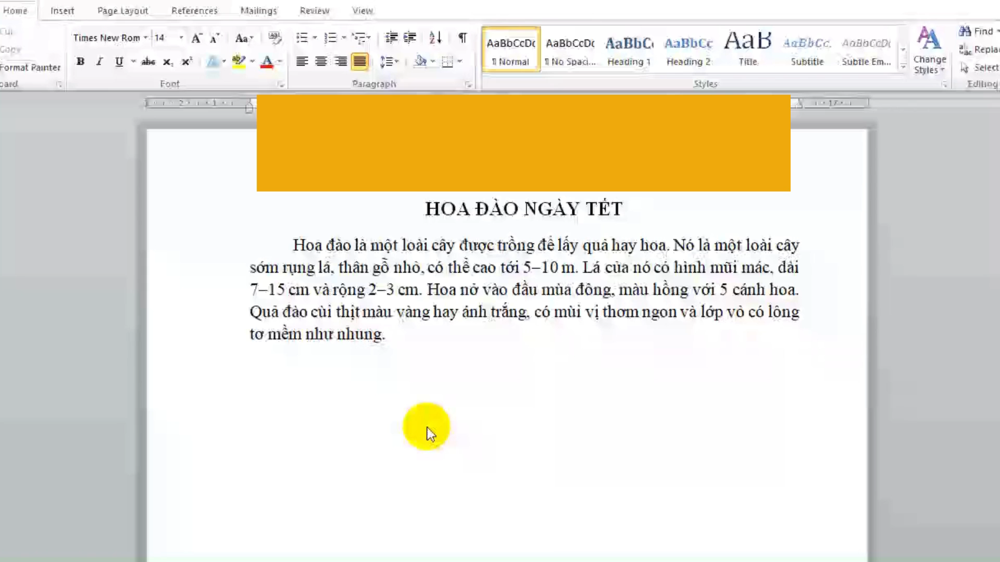 Home Insert Page Layout References Mailings Review View
Cut
Copy
Format Painter
Times New Rom 14
Aa
B I U abc x₂ x² A
Font
Paragraph
AaBbCcDc AaBbCcDc AaBbC AaBbCc AaB AaBbCc. AaBbCcDc
¶ Normal ¶ No Spaci... Heading 1 Heading 2 Title Subtitle Subtle Em...
Styles
Change
Styles
Find
Replac
Select
Editing
2 1 17
HOA ĐÀO NGÀY TẾT
Hoa đào là một loài cây được trồng để lấy quả hay hoa. Nó là một loài cây
sớm rụng lá, thân gỗ nhỏ, có thể cao tới 5–10 m. Lá của nó có hình mũi mác, dài
7–15 cm và rộng 2–3 cm. Hoa nở vào đầu mùa đông, màu hồng với 5 cánh hoa.
Quả đào cùi thịt màu vàng hay ánh trắng, có mùi vị thơm ngon và lớp vỏ có lông
tơ mềm như nhung.